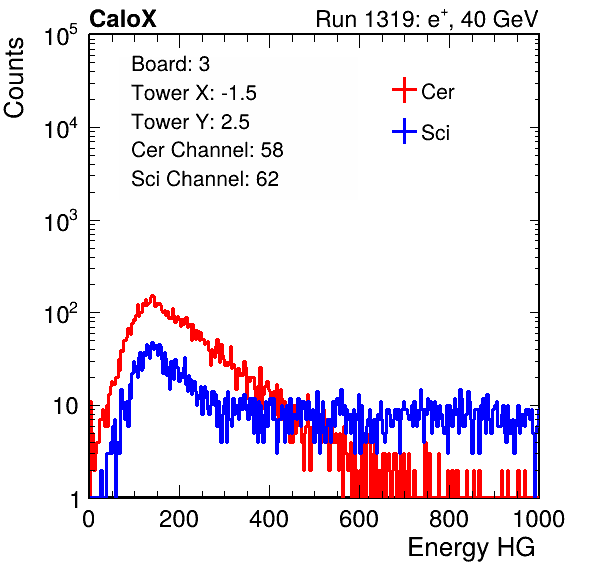 CaloX Run 1319: e⁺, 40 GeV
Counts
Board: 3
Tower X: -1.5
Tower Y: 2.5
Cer Channel: 58
Sci Channel: 62
Cer
Sci
10⁵
10⁴
10³
10²
10
1
0 200 400 600 800 1000
Energy HG